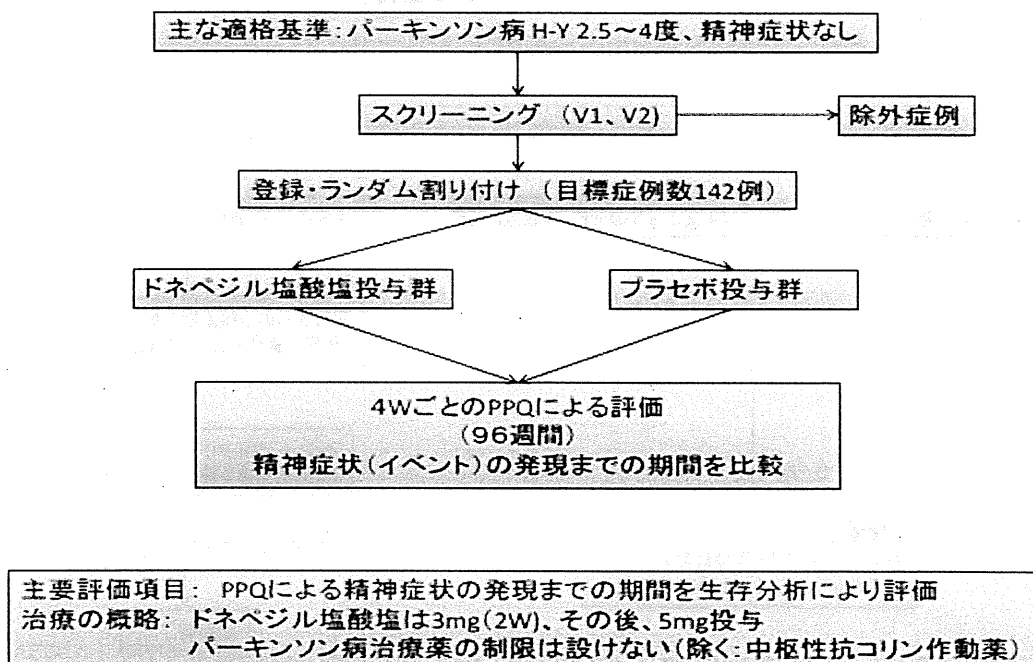 主な適格基準：パーキンソン病 H-Y 2.5～4度、精神症状なし
スクリーニング （V1、V2)
除外症例
登録・ランダム割り付け （目標症例数142例）
ドネペジル塩酸塩投与群
プラセボ投与群
4WごとのPPQによる評価
（96週間）
精神症状（イベント）の発現までの期間を比較
主要評価項目： PPQによる精神症状の発現までの期間を生存分析により評価
治療の概略： ドネペジル塩酸塩は3mg(2W)、その後、5mg投与
パーキンソン病治療薬の制限は設けない（除く：中枢性抗コリン作動薬）